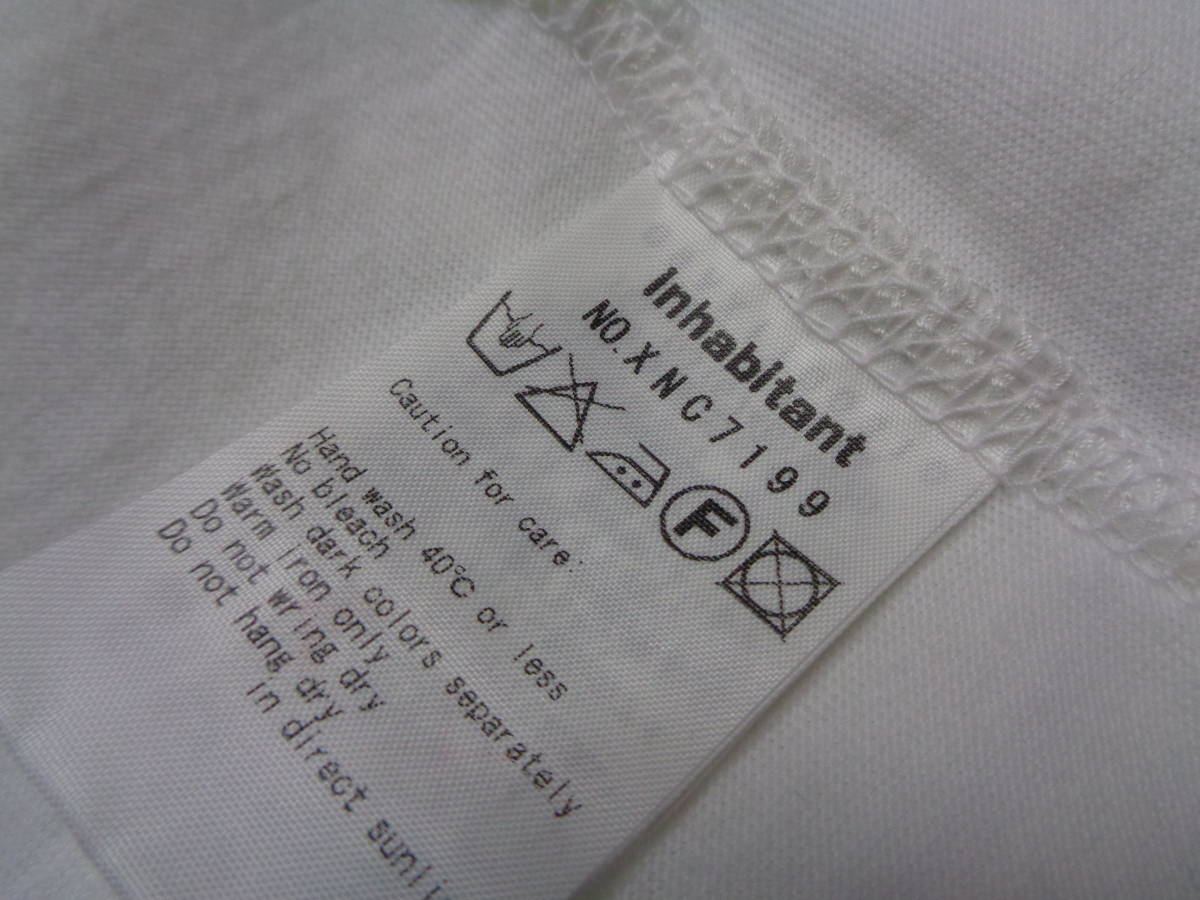 Inhabitant
NO.XNC7199
F
Caution for care:
Hand wash 40℃ or less
No bleach
Wash dark colors separately
Warm iron only
Do not wring dry
Do not hang dry
in direct